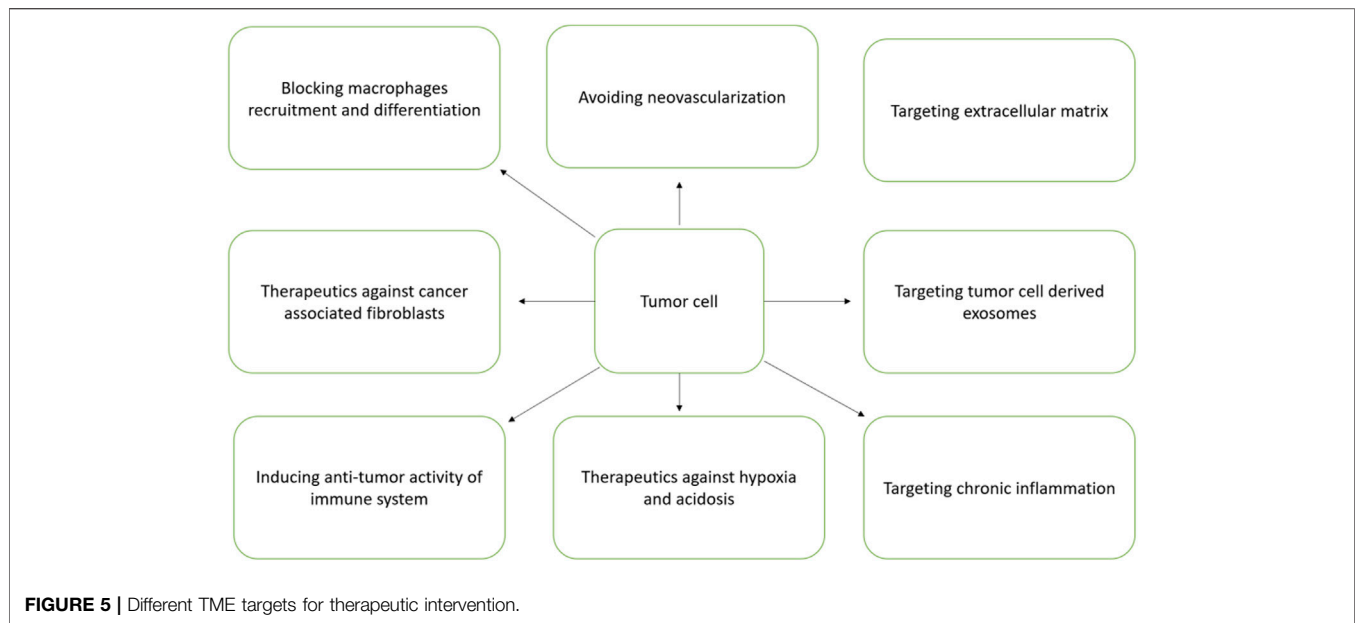 Blocking macrophages
recruitment and differentiation
Avoiding neovascularization
Targeting extracellular matrix
Therapeutics against cancer
associated fibroblasts
Tumor cell
Targeting tumor cell derived
exosomes
Inducing anti-tumor activity of
immune system
Therapeutics against hypoxia
and acidosis
Targeting chronic inflammation
FIGURE 5 | Different TME targets for therapeutic intervention.